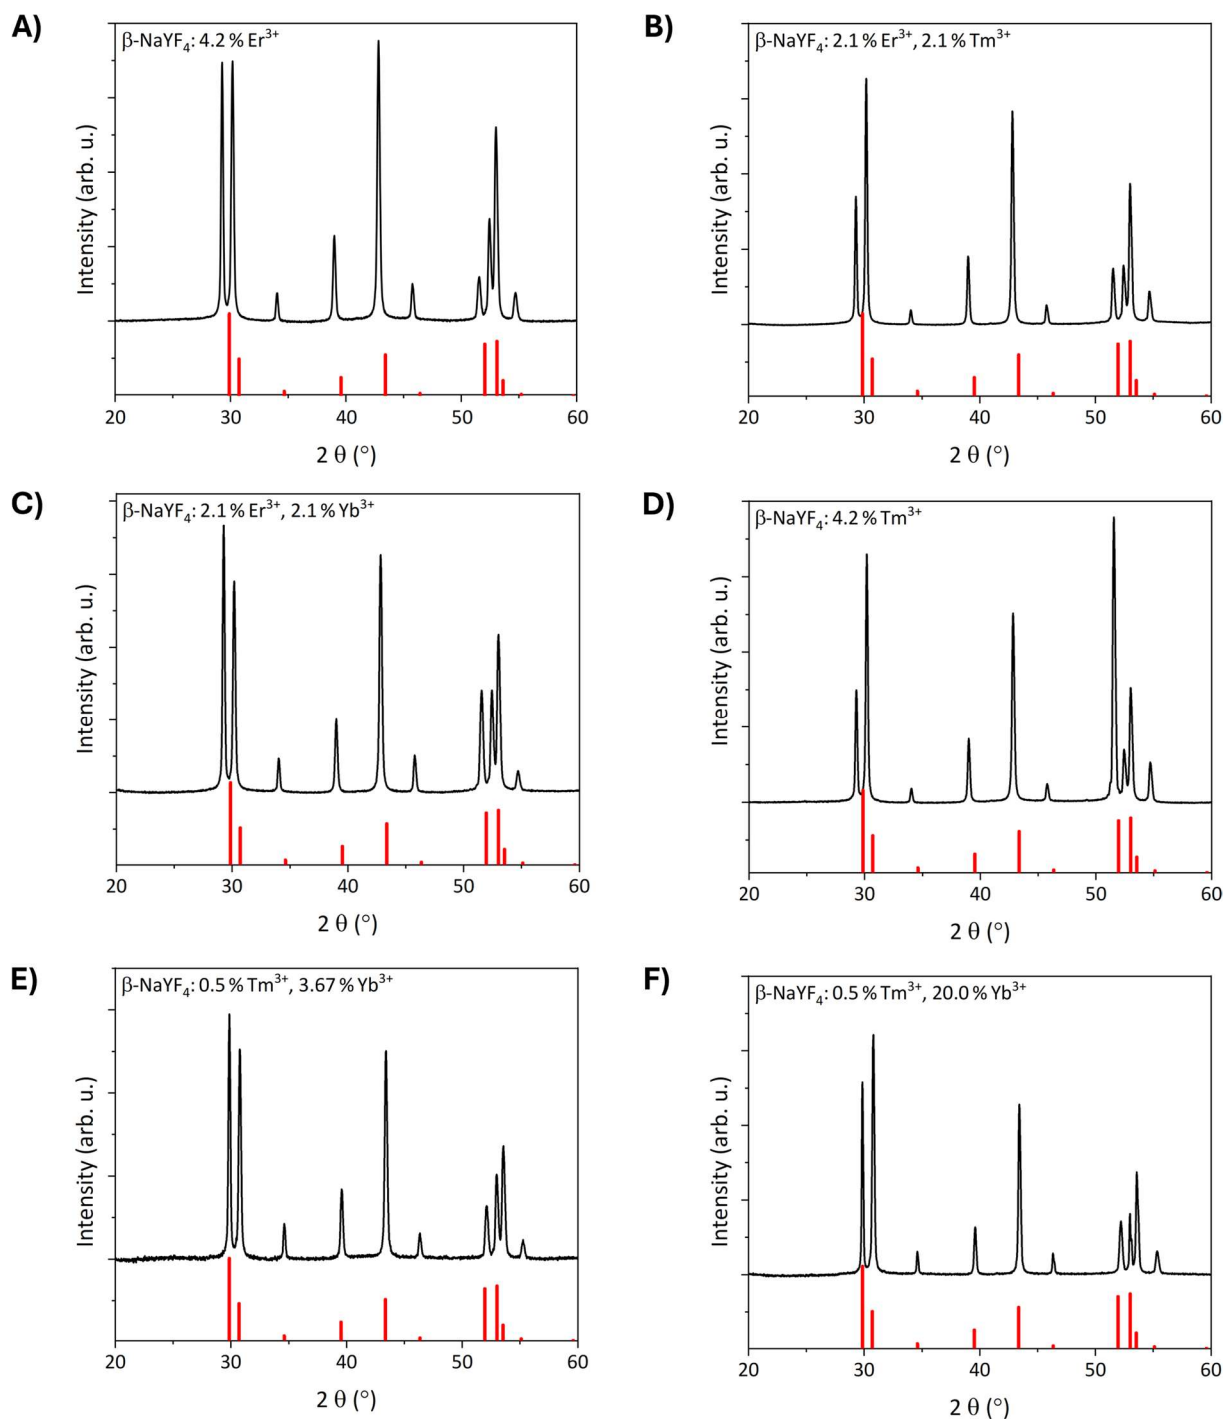 A)
β-NaYF₄: 4.2 % Er³⁺
Intensity (arb. u.)
20 30 40 50 60
2 θ (°)
B)
β-NaYF₄: 2.1 % Er³⁺, 2.1 % Tm³⁺
Intensity (arb. u.)
20 30 40 50 60
2 θ (°)
C)
β-NaYF₄: 2.1 % Er³⁺, 2.1 % Yb³⁺
Intensity (arb. u.)
20 30 40 50 60
2 θ (°)
D)
β-NaYF₄: 4.2 % Tm³⁺
Intensity (arb. u.)
20 30 40 50 60
2 θ (°)
E)
β-NaYF₄: 0.5 % Tm³⁺, 3.67 % Yb³⁺
Intensity (arb. u.)
20 30 40 50 60
2 θ (°)
F)
β-NaYF₄: 0.5 % Tm³⁺, 20.0 % Yb³⁺
Intensity (arb. u.)
20 30 40 50 60
2 θ (°)